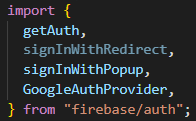 import {
  getAuth,
  signInWithRedirect,
  signInWithPopup,
  GoogleAuthProvider,
} from "firebase/auth";